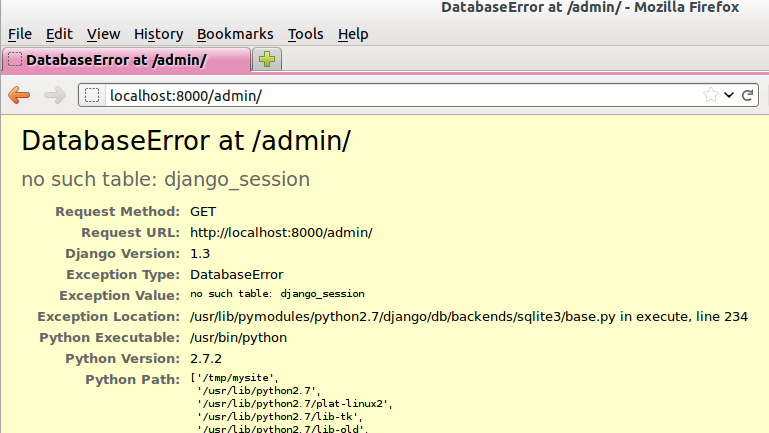 DatabaseError at /admin/ - Mozilla Firefox
File Edit View History Bookmarks Tools Help
DatabaseError at /admin/
localhost:8000/admin/
DatabaseError at /admin/
no such table: django_session
Request Method: GET
Request URL: http://localhost:8000/admin/
Django Version: 1.3
Exception Type: DatabaseError
Exception Value: no such table: django_session
Exception Location: /usr/lib/pymodules/python2.7/django/db/backends/sqlite3/base.py in execute, line 234
Python Executable: /usr/bin/python
Python Version: 2.7.2
Python Path: ['/tmp/mysite',
'/usr/lib/python2.7',
'/usr/lib/python2.7/plat-linux2',
'/usr/lib/python2.7/lib-tk',
'/usr/lib/python2.7/lib-old',